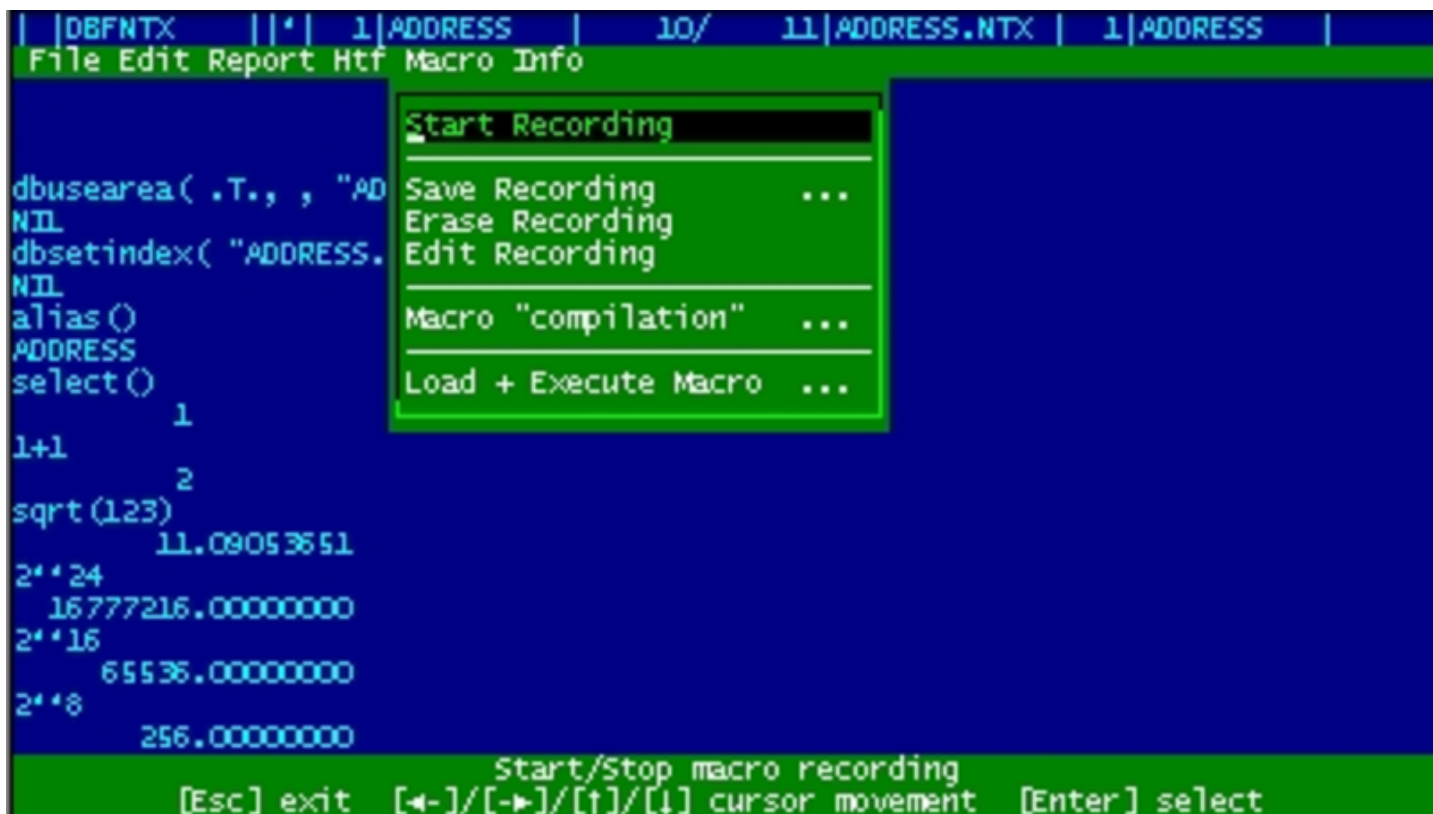 | |DBFNTX ||*| 1|ADDRESS | 10/ 11|ADDRESS.NTX | 1|ADDRESS |
File Edit Report Htf Macro Info
Start Recording
dbusearea( .T., , "AD
Save Recording ...
NIL
Erase Recording
dbsetindex( "ADDRESS.
Edit Recording
NIL
alias()
Macro "compilation" ...
ADDRESS
select()
Load + Execute Macro ...
1
1+1
2
sqrt(123)
11.09053651
2**24
16777216.00000000
2**16
65536.00000000
2**8
256.00000000
Start/Stop macro recording
[Esc] exit [◄-]/[-►]/[↑]/[↓] cursor movement [Enter] select